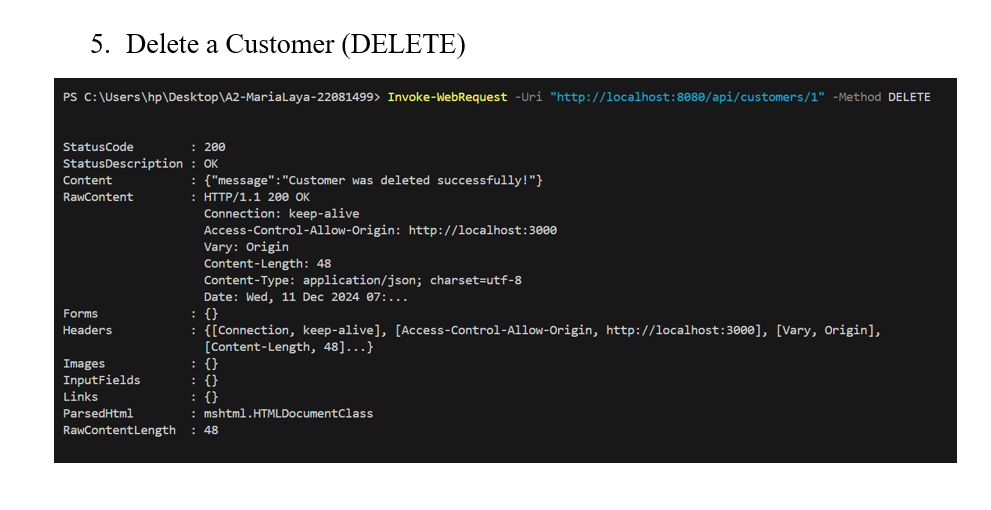 5. Delete a Customer (DELETE)
PS C:\Users\hp\Desktop\A2-MariaLaya-22081499> Invoke-WebRequest -Uri "http://localhost:8080/api/customers/1" -Method DELETE
StatusCode : 200
StatusDescription : OK
Content : {"message":"Customer was deleted successfully!"}
RawContent : HTTP/1.1 200 OK
Connection: keep-alive
Access-Control-Allow-Origin: http://localhost:3000
Vary: Origin
Content-Length: 48
Content-Type: application/json; charset=utf-8
Date: Wed, 11 Dec 2024 07:...
Forms : {}
Headers : {[Connection, keep-alive], [Access-Control-Allow-Origin, http://localhost:3000], [Vary, Origin],
[Content-Length, 48]...}
Images : {}
InputFields : {}
Links : {}
ParsedHtml : mshtml.HTMLDocumentClass
RawContentLength : 48